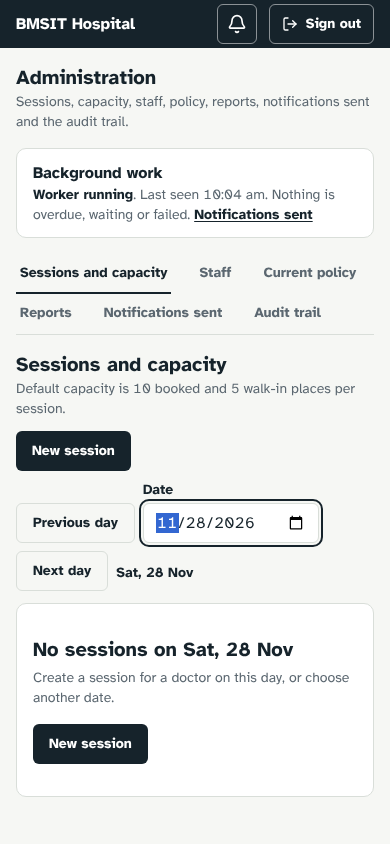 BMSIT Hospital
Sign out
Administration
Sessions, capacity, staff, policy, reports, notifications sent
and the audit trail.
Background work
Worker running. Last seen 10:04 am. Nothing is
overdue, waiting or failed. Notifications sent
Sessions and capacity
Staff
Current policy
Reports
Notifications sent
Audit trail
Sessions and capacity
Default capacity is 10 booked and 5 walk-in places per
session.
New session
Date
Previous day
11/28/2026
Next day
Sat, 28 Nov
No sessions on Sat, 28 Nov
Create a session for a doctor on this day, or choose
another date.
New session